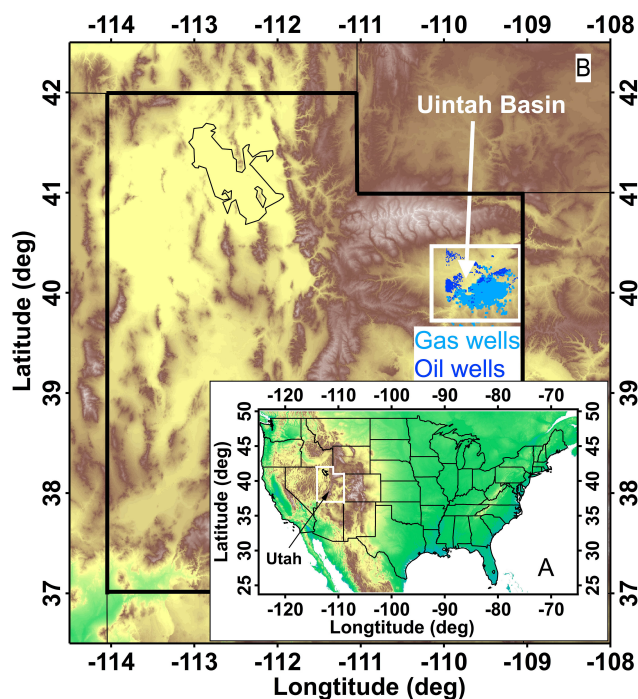 -114 -113 -112 -111 -110 -109 -108
B
Uintah Basin
42 42
41 41
40 40
39 39
38 38
37 37
Latitude (deg)
Gas wells
Oil wells
-120 -110 -100 -90 -80 -70
50 50
45 45
40 40
35 35
30 30
25 25
Latitude (deg)
Latitude (deg)
Utah
A
-120 -110 -100 -90 -80 -70
Longtitude (deg)
-114 -113 -112 -111 -110 -109 -108
Longtitude (deg)